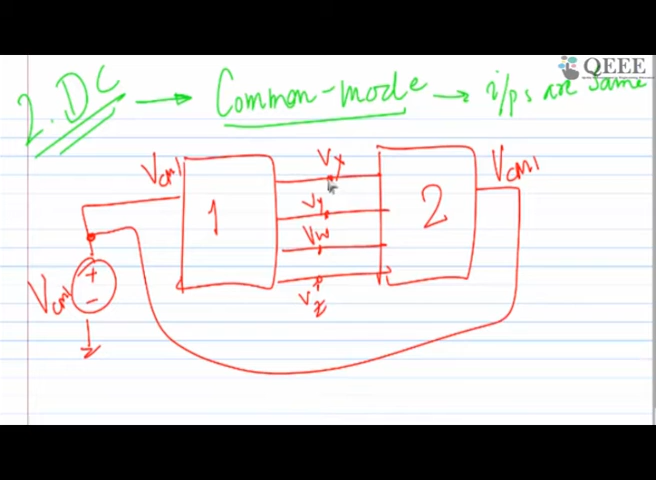 QEEE
2. DC → Common-mode → i/ps are same
Vcm1 Vx Vcm1
1 Vy 2
Vw
Vcm1 + Vz
-